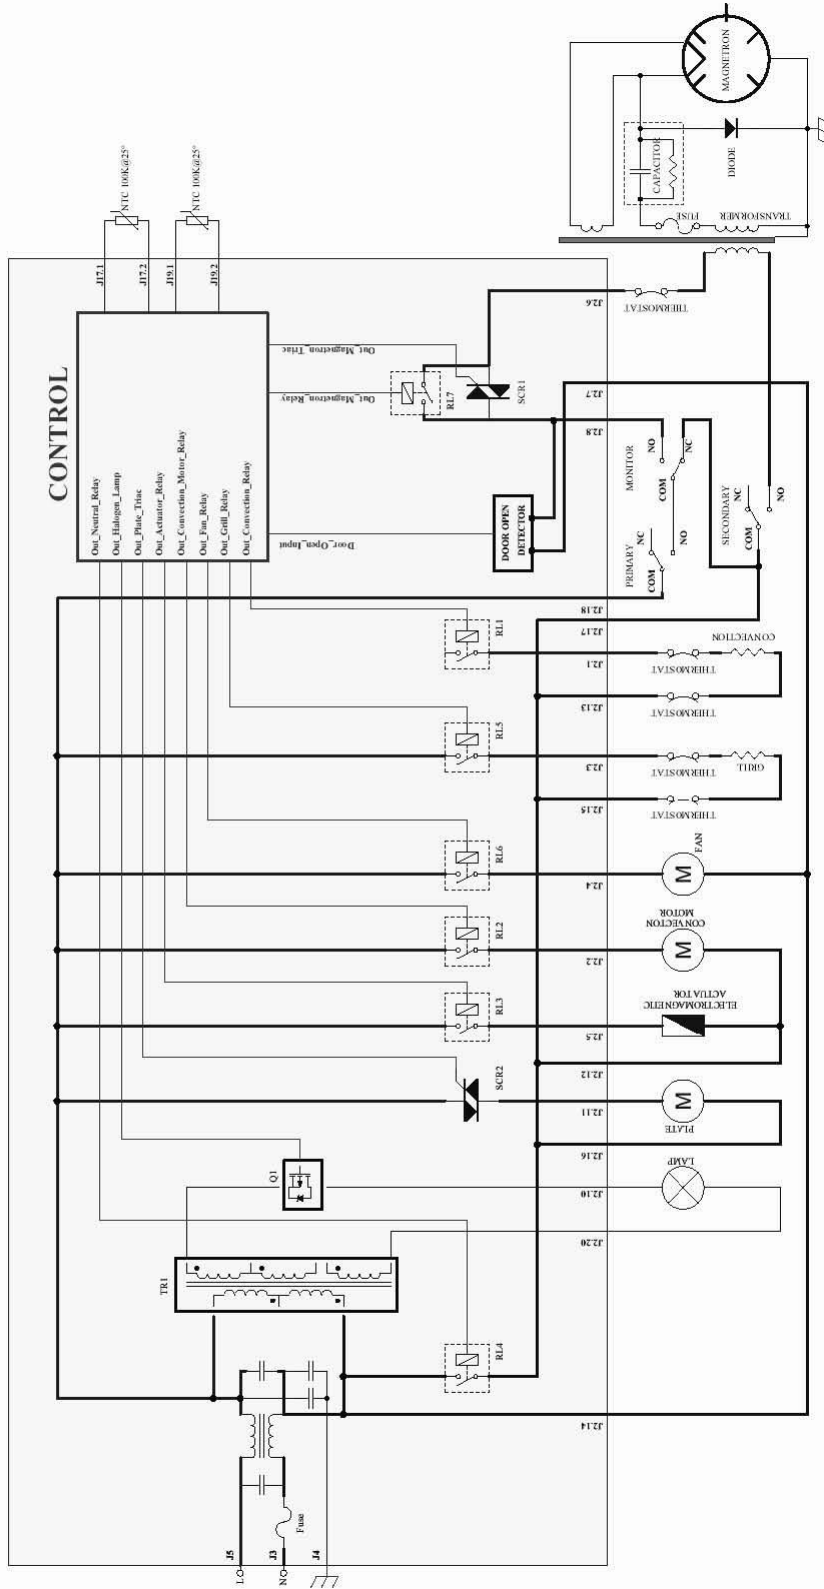 MAGNETRON
CAPACITOR
DIODE
FUSE
TRANSFORMER
NTC 100K@25°
NTC 100K@25°
J17.1
J17.2
J19.1
J19.2
CONTROL
Out_Magnetron_Triac
Out_Magnetron_Relay
RL7
SCR1
J2.6
THERMOSTAT
J2.7
J2.8
Out_Neutral_Relay
Out_Halogen_Lamp
Out_Plate_Triac
Out_Actuator_Relay
Out_Convection_Motor_Relay
Out_Fan_Relay
Out_Grill_Relay
Out_Convection_Relay
Door_Open_Input
DOOR OPEN
DETECTOR
MONITOR
NO
NC
COM
PRIMARY
NC
COM
NO
SECONDARY
NC
COM
NO
J2.18
J2.17
RL1
J2.1
THERMOSTAT
CONVECTION
J2.13
THERMOSTAT
RL5
J2.3
THERMOSTAT
GRILL
J2.15
THERMOSTAT
RL6
J2.4
M
FAN
RL2
J2.2
M
CONVECTON
MOTOR
RL3
J2.5
ELECTROMAGNETIC
ACTUATOR
J2.12
SCR2
J2.11
M
PLATE
J2.16
Q1
J2.10
LAMP
J2.20
TR1
RL4
J2.14
Fuse
J5
J3
J4
L
N